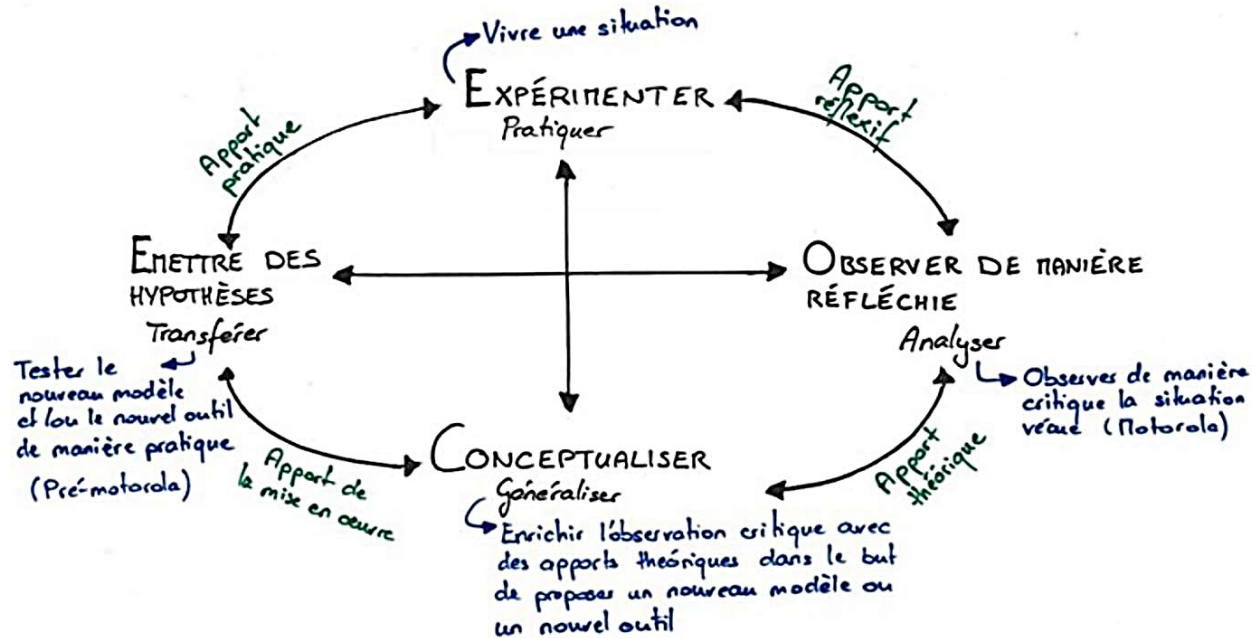 Vivre une situation
EXPÉRIMENTER
Pratiquer
Apport
pratique
Apport
réflexif
EMETTRE DES
HYPOTHÈSES
Transférer
OBSERVER DE MANIÈRE
RÉFLÉCHIE
Analyser
Tester le
nouveau modèle
et/ou le nouvel outil
de manière pratique
(Pré-motorola)
Observer de manière
critique la situation
vécue (Motorola)
Apport de
la mise en œuvre
CONCEPTUALISER
Généraliser
Apport
théorique
Enrichir l'observation critique avec
des apports théoriques dans le but
de proposer un nouveau modèle ou
un nouvel outil